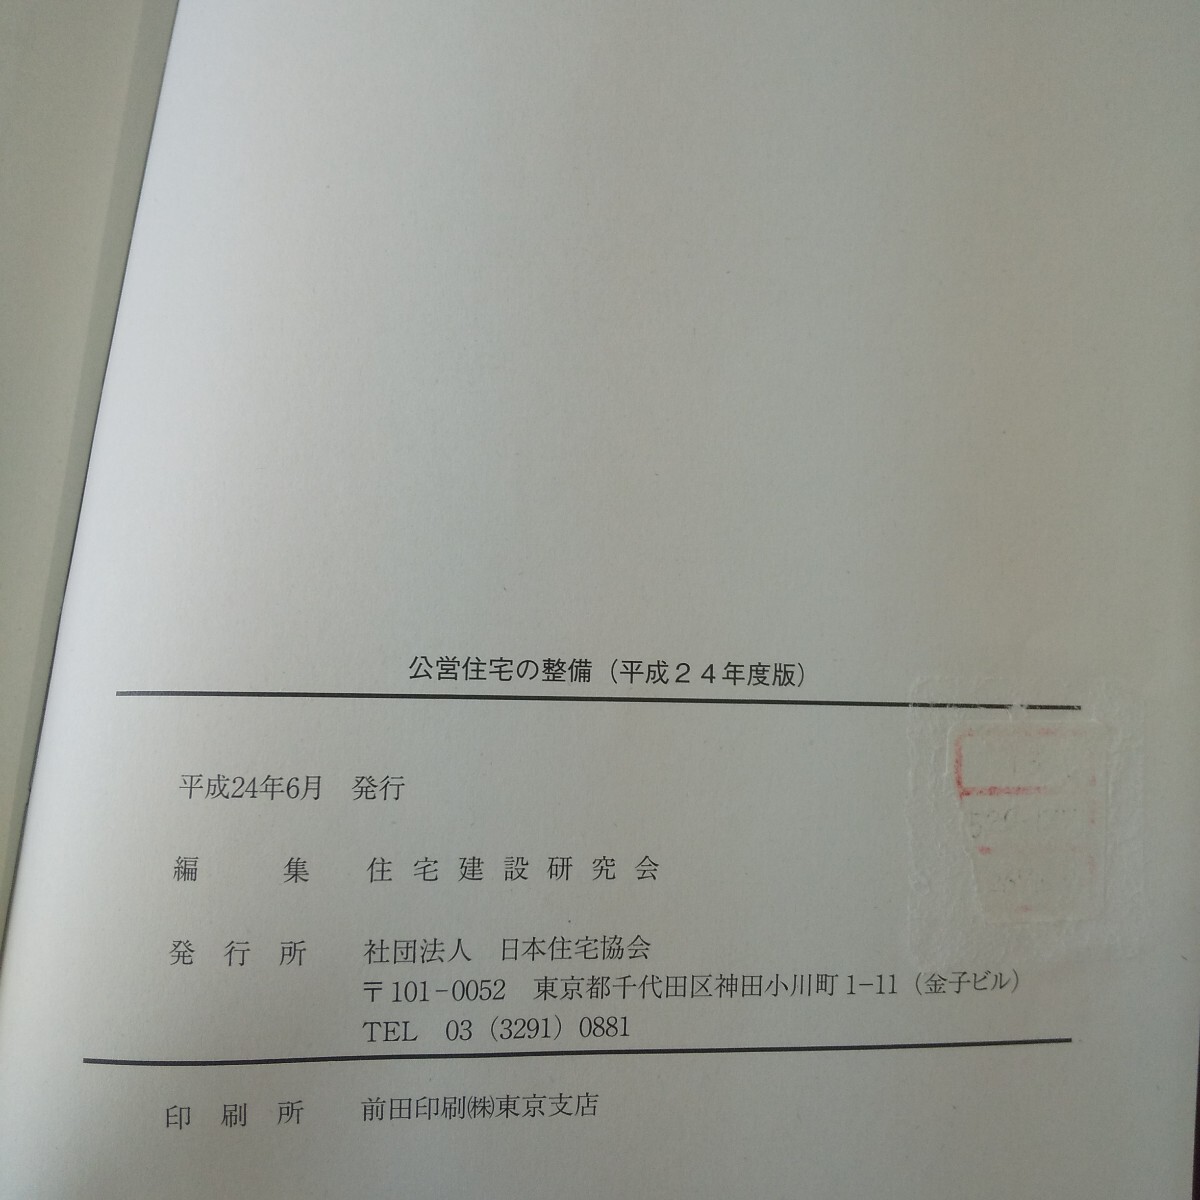 公営住宅の整備（平成２４年度版）
平成24年6月　発行
編　集　住宅建設研究会
発行所　社団法人　日本住宅協会
〒101-0052　東京都千代田区神田小川町1-11（金子ビル）
TEL　03（3291）0881
印刷所　前田印刷㈱東京支店